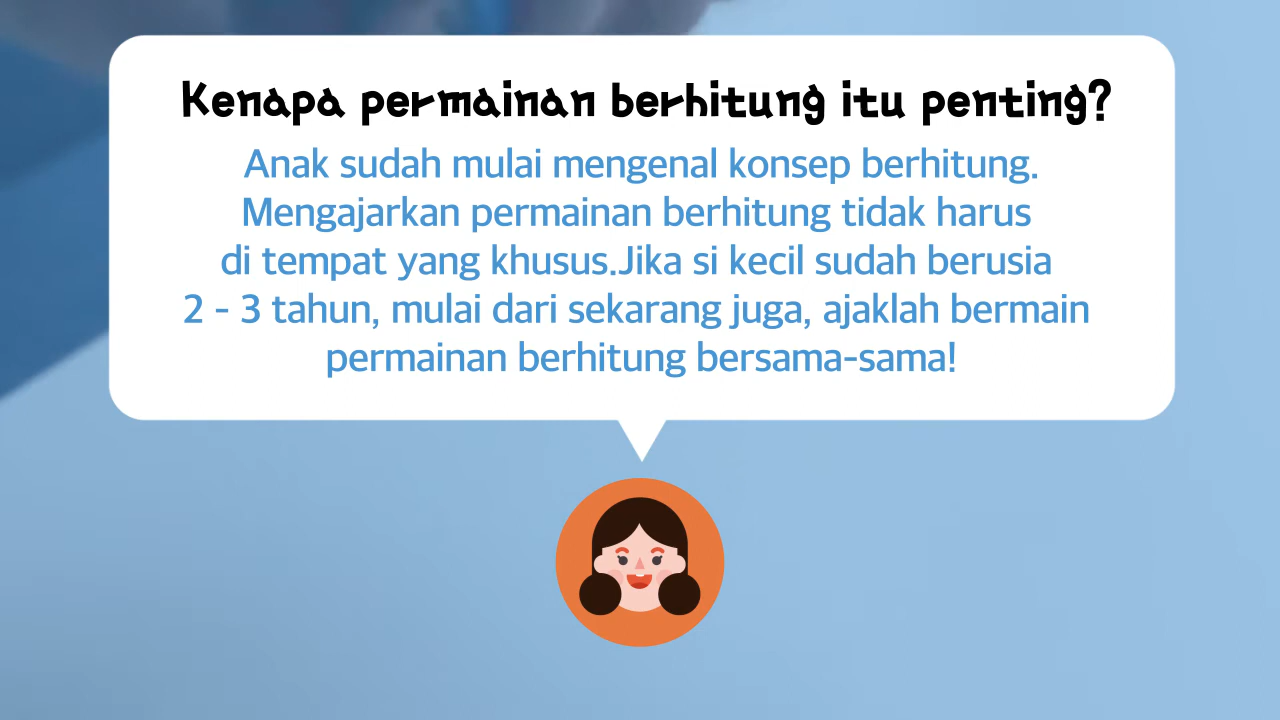 Kenapa permainan berhitung itu penting?
Anak sudah mulai mengenal konsep berhitung.
Mengajarkan permainan berhitung tidak harus
di tempat yang khusus.Jika si kecil sudah berusia
2 - 3 tahun, mulai dari sekarang juga, ajaklah bermain
permainan berhitung bersama-sama!